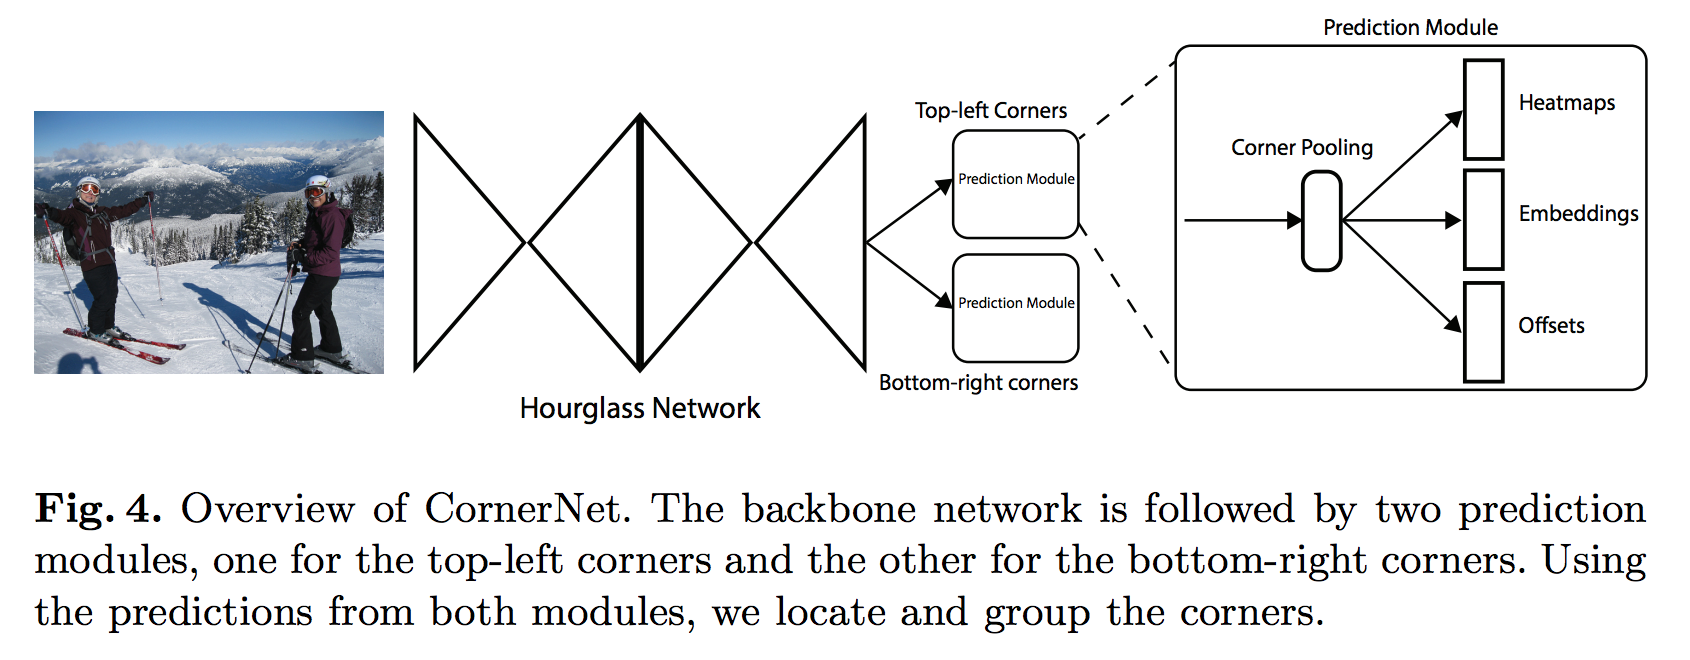 Prediction Module
Top-left Corners
Prediction Module
Prediction Module
Bottom-right corners
Hourglass Network
Corner Pooling
Heatmaps
Embeddings
Offsets
Fig. 4. Overview of CornerNet. The backbone network is followed by two prediction
modules, one for the top-left corners and the other for the bottom-right corners. Using
the predictions from both modules, we locate and group the corners.